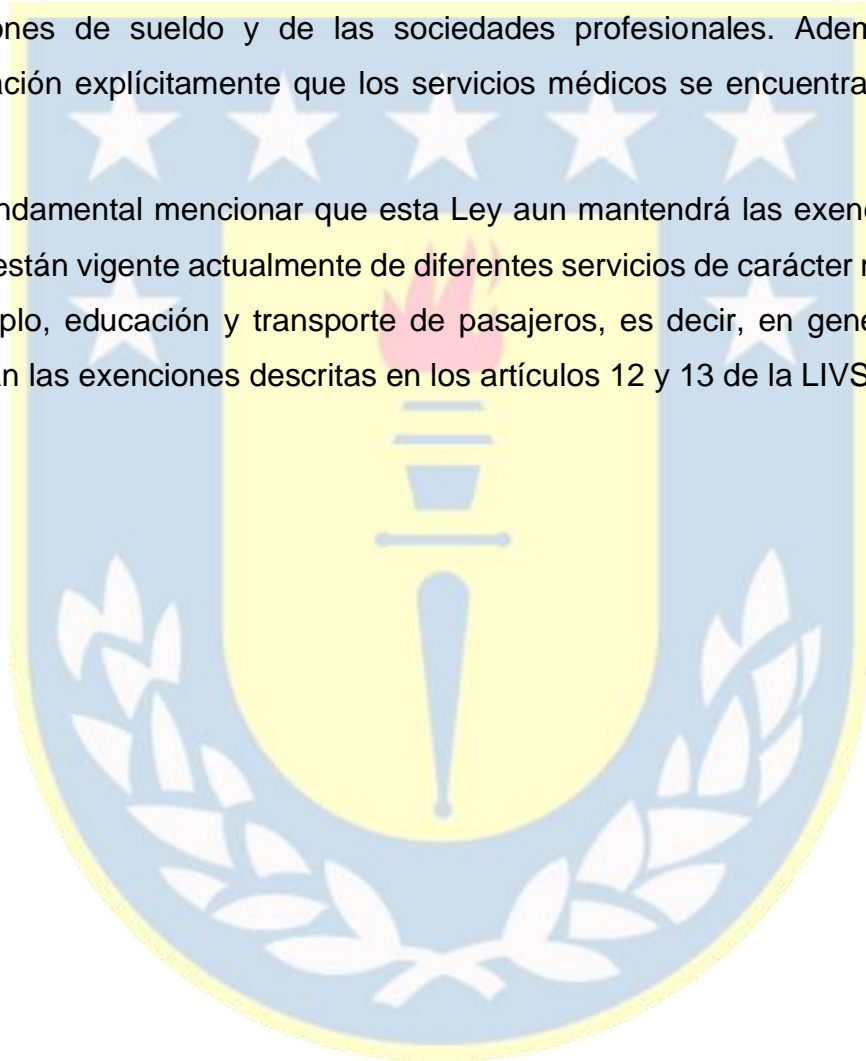 ones de sueldo y de las sociedades profesionales. Adem
ación explícitamente que los servicios médicos se encuentra
ndamental mencionar que esta Ley aun mantendrá las exen
están vigente actualmente de diferentes servicios de carácter
plo, educación y transporte de pasajeros, es decir, en gene
án las exenciones descritas en los artículos 12 y 13 de la LIVS